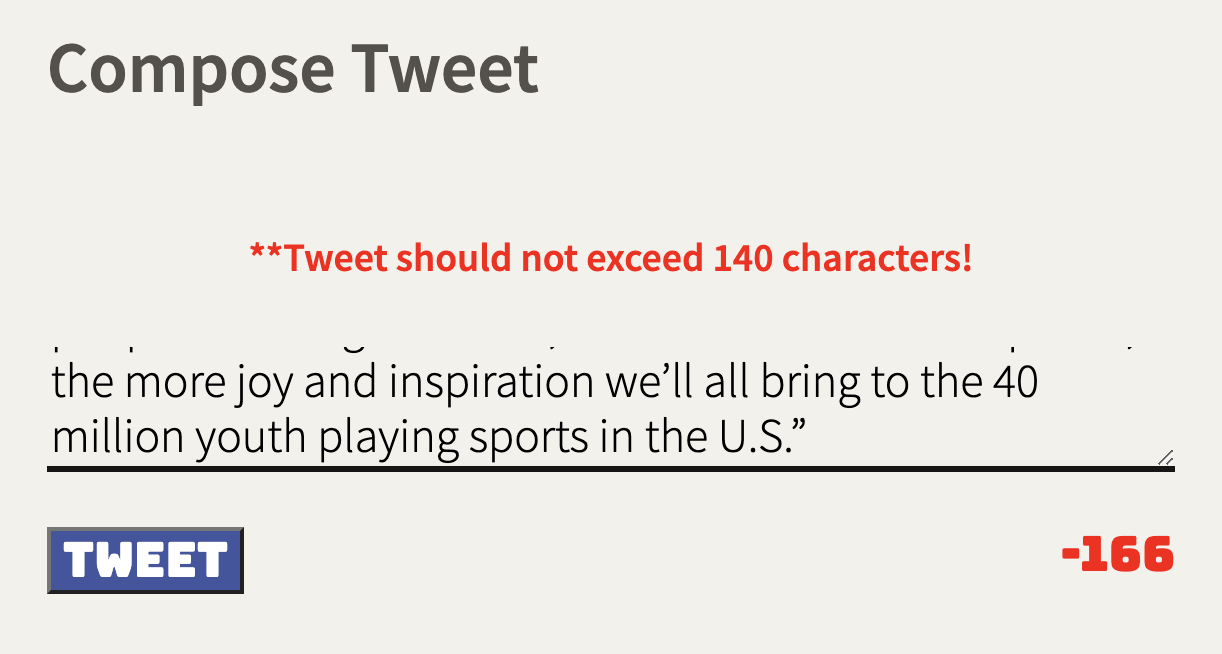 Compose Tweet
**Tweet should not exceed 140 characters!
the more joy and inspiration we’ll all bring to the 40
million youth playing sports in the U.S.”
TWEET
-166